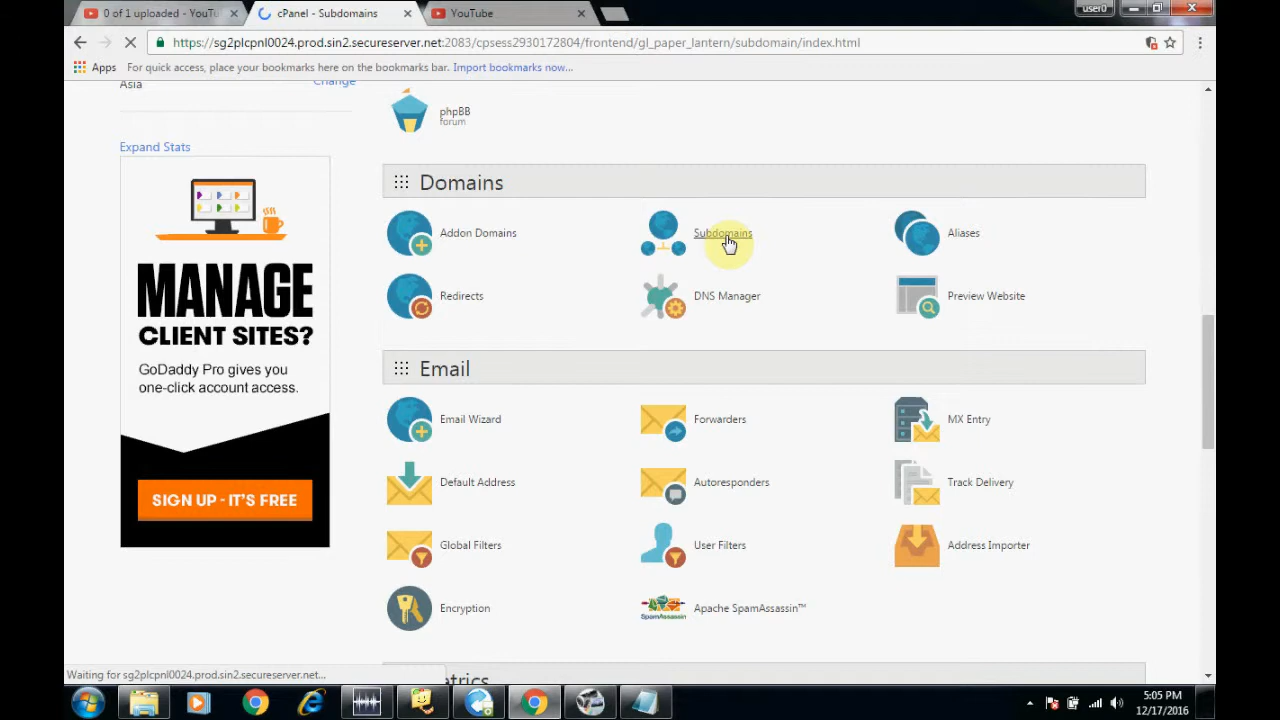 0 of 1 uploaded - YouTu
cPanel - Subdomains
YouTube
user0
https://sg2plcpnl0024.prod.sin2.secureserver.net:2083/cpsess2930172804/frontend/gl_paper_lantern/subdomain/index.html
Apps
For quick access, place your bookmarks here on the bookmarks bar. Import bookmarks now...
Asia
Change
phpBB
forum
Expand Stats
MANAGE
CLIENT SITES?
GoDaddy Pro gives you
one-click account access.
SIGN UP - IT'S FREE
Domains
Addon Domains
Subdomains
Aliases
Redirects
DNS Manager
Preview Website
Email
Email Wizard
Forwarders
MX Entry
Default Address
Autoresponders
Track Delivery
Global Filters
User Filters
Address Importer
Encryption
SpamAssassin
Apache SpamAssassin™
etrics
Waiting for sg2plcpnl0024.prod.sin2.secureserver.net...
5:05 PM
12/17/2016